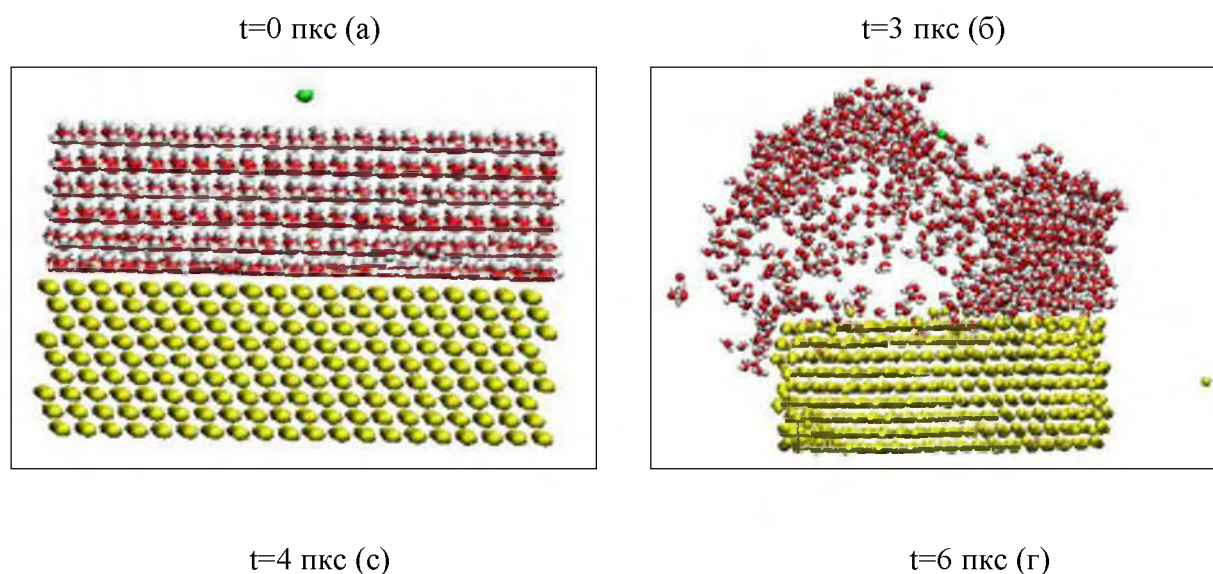 t=0 пкс (а)
t=3 пкс (б)
t=4 пкс (с)
t=6 пкс (г)